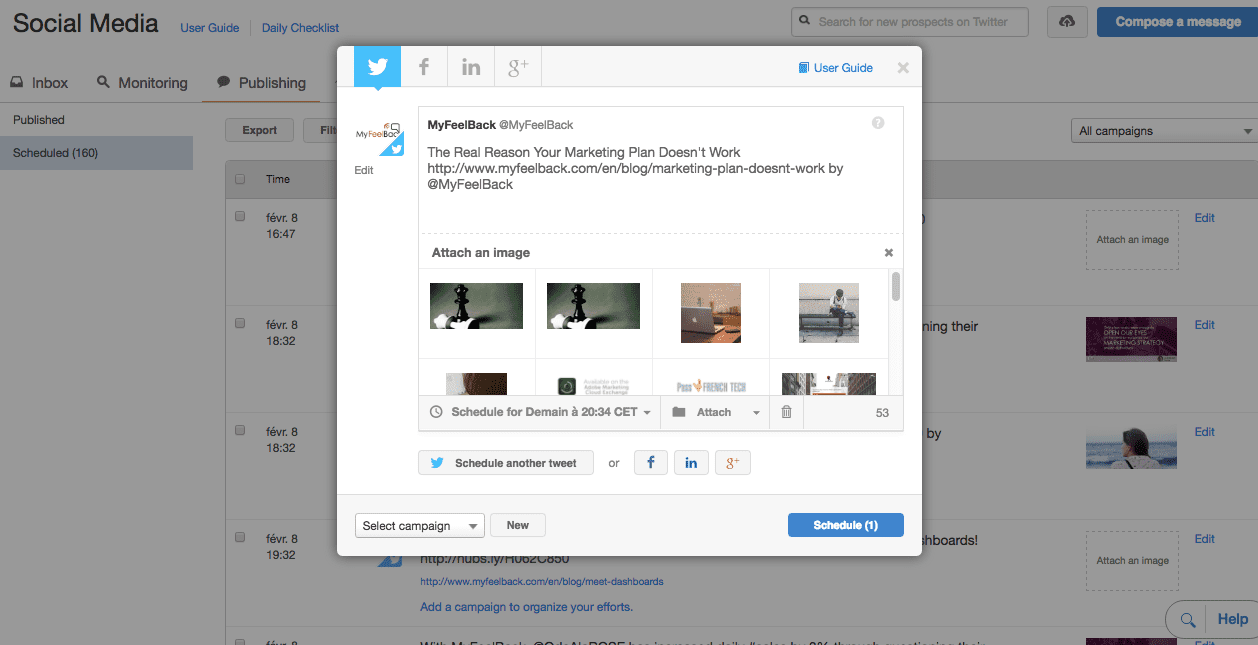 Social Media
User Guide
Daily Checklist
Search for new prospects on Twitter
Compose a message
Inbox
Monitoring
Publishing
User Guide
Published
Scheduled (160)
Export
All campaigns
Time
MyFeelBack
Edit
MyFeelBack @MyFeelBack
The Real Reason Your Marketing Plan Doesn't Work
http://www.myfeelback.com/en/blog/marketing-plan-doesnt-work by
@MyFeelBack
Attach an image
Available on the
Adobe Marketing
Cloud Exchange
Pass FRENCH TECH
Schedule for Demain à 20:34 CET
Attach
53
Schedule another tweet
or
Select campaign
New
Schedule (1)
févr. 8
16:47
Attach an image
Edit
févr. 8
18:32
ning their
OPEN OUR EYES
MARKETING STRATEGY
Edit
févr. 8
18:32
by
Edit
févr. 8
19:32
hboards!
Attach an image
Edit
http://hubs.ly/H062C850
http://www.myfeelback.com/en/blog/meet-dashboards
Add a campaign to organize your efforts.
Help